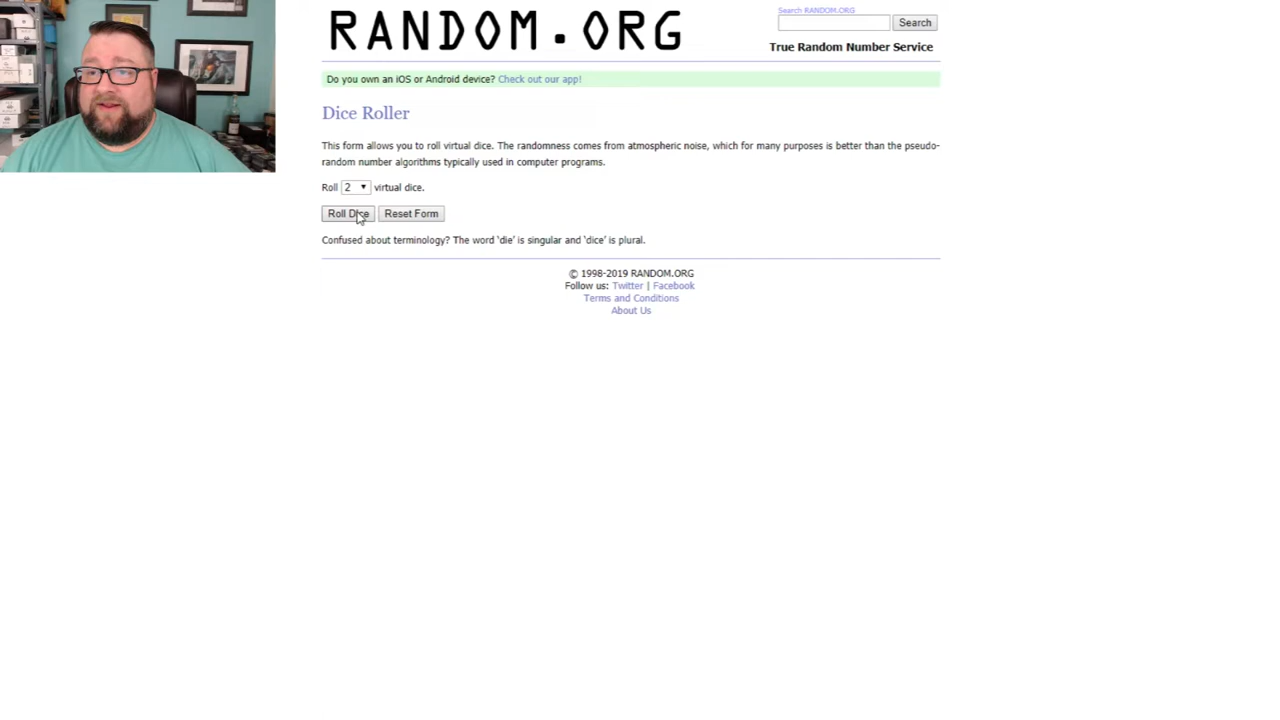 Search RANDOM.ORG
RANDOM.ORG
Search
True Random Number Service
Do you own an iOS or Android device? Check out our app!
Dice Roller
This form allows you to roll virtual dice. The randomness comes from atmospheric noise, which for many purposes is better than the pseudo-
random number algorithms typically used in computer programs.
Roll 2 virtual dice.
Roll Dice Reset Form
Confused about terminology? The word 'die' is singular and 'dice' is plural.
© 1998-2019 RANDOM.ORG
Follow us: Twitter | Facebook
Terms and Conditions
About Us